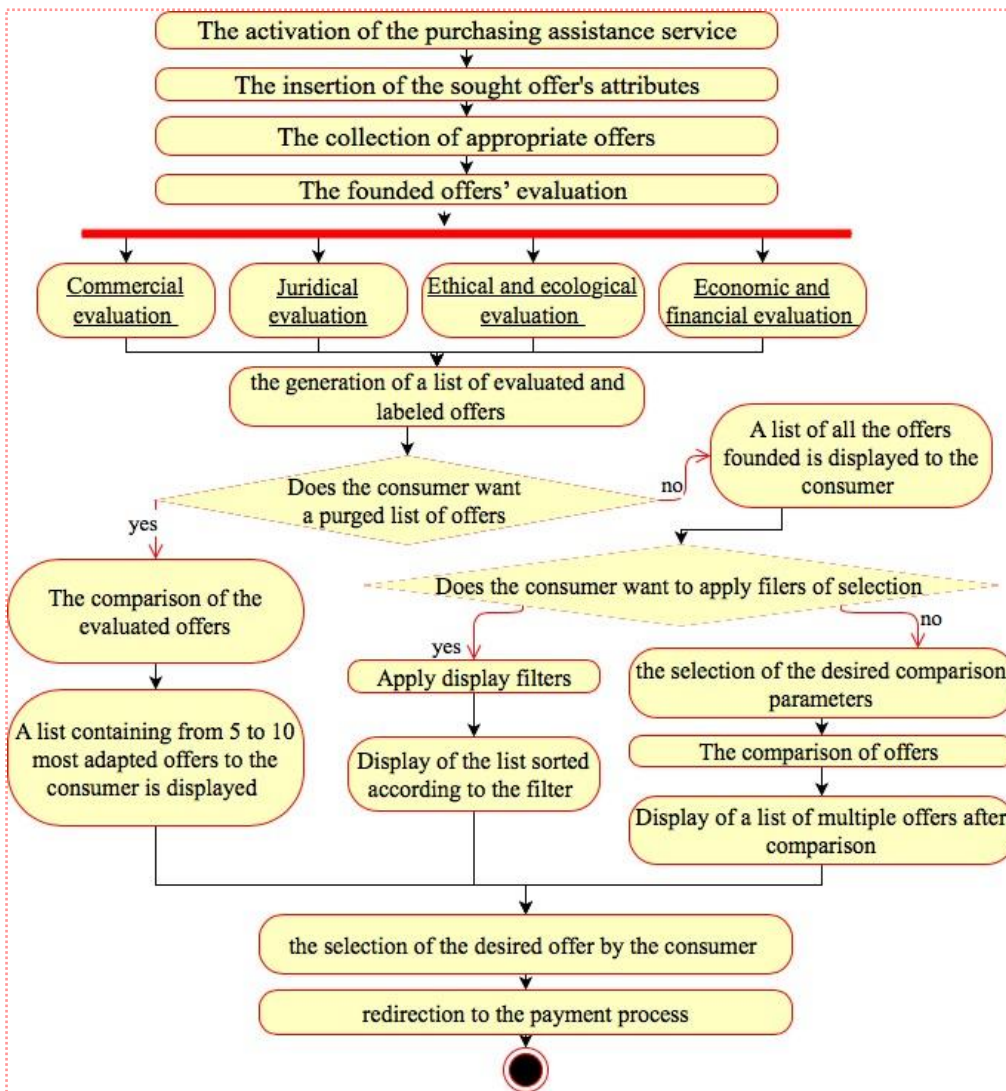 The activation of the purchasing assistance service
The insertion of the sought offer's attributes
The collection of appropriate offers
The founded offers’ evaluation
Commercial
evaluation
Juridical
evaluation
Ethical and ecological
evaluation
Economic and
financial evaluation
the generation of a list of evaluated and
labeled offers
A list of all the offers
founded is displayed to the
consumer
Does the consumer want
a purged list of offers
no
yes
Does the consumer want to apply filers of selection
The comparison of the
evaluated offers
yes
no
Apply display filters
the selection of the desired comparison
parameters
A list containing from 5 to 10
most adapted offers to the
consumer is displayed
Display of the list sorted
according to the filter
The comparison of offers
Display of a list of multiple offers after
comparison
the selection of the desired offer by the consumer
redirection to the payment process